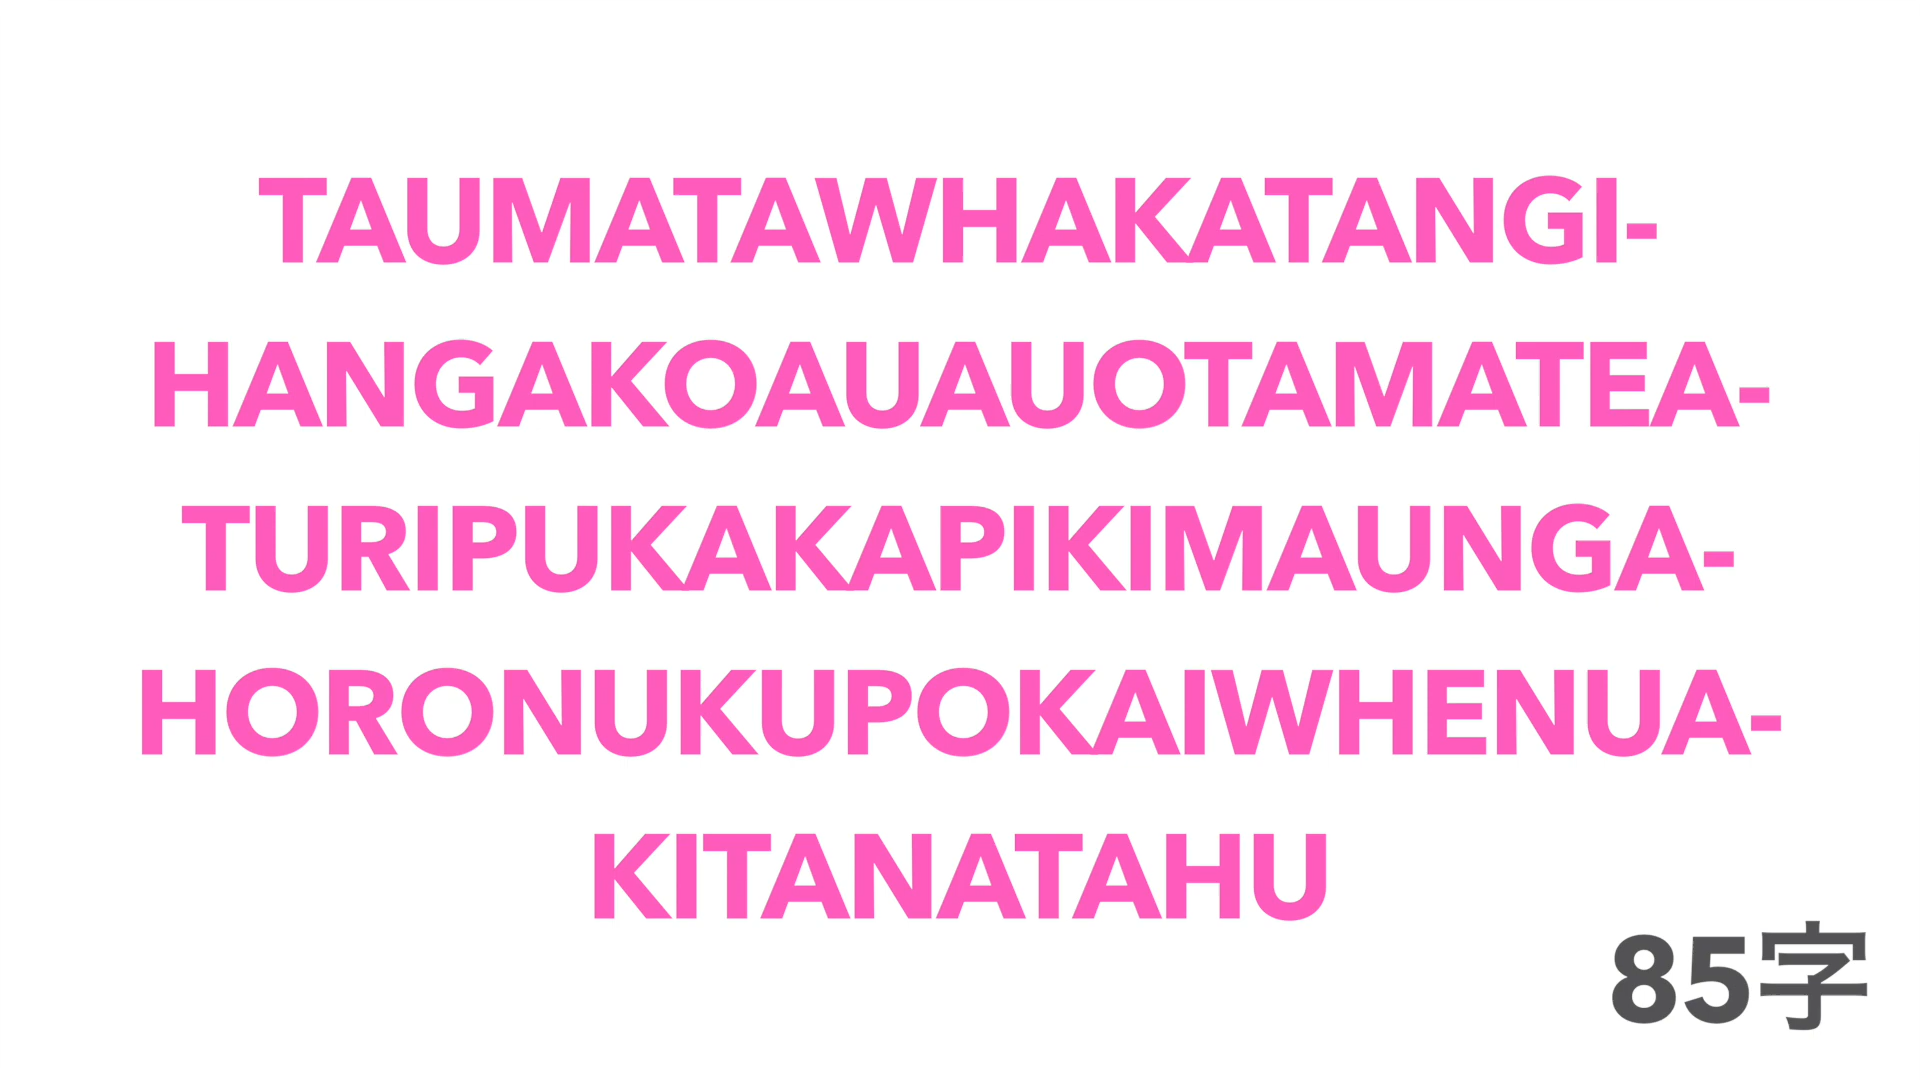 TAUMATAWHAKATANGI-
HANGAKOAUAUOTAMATEA-
TURIPUKAKAPIKIMAUNGA-
HORONUKUPOKAIWHENUA-
KITANATAHU
85字